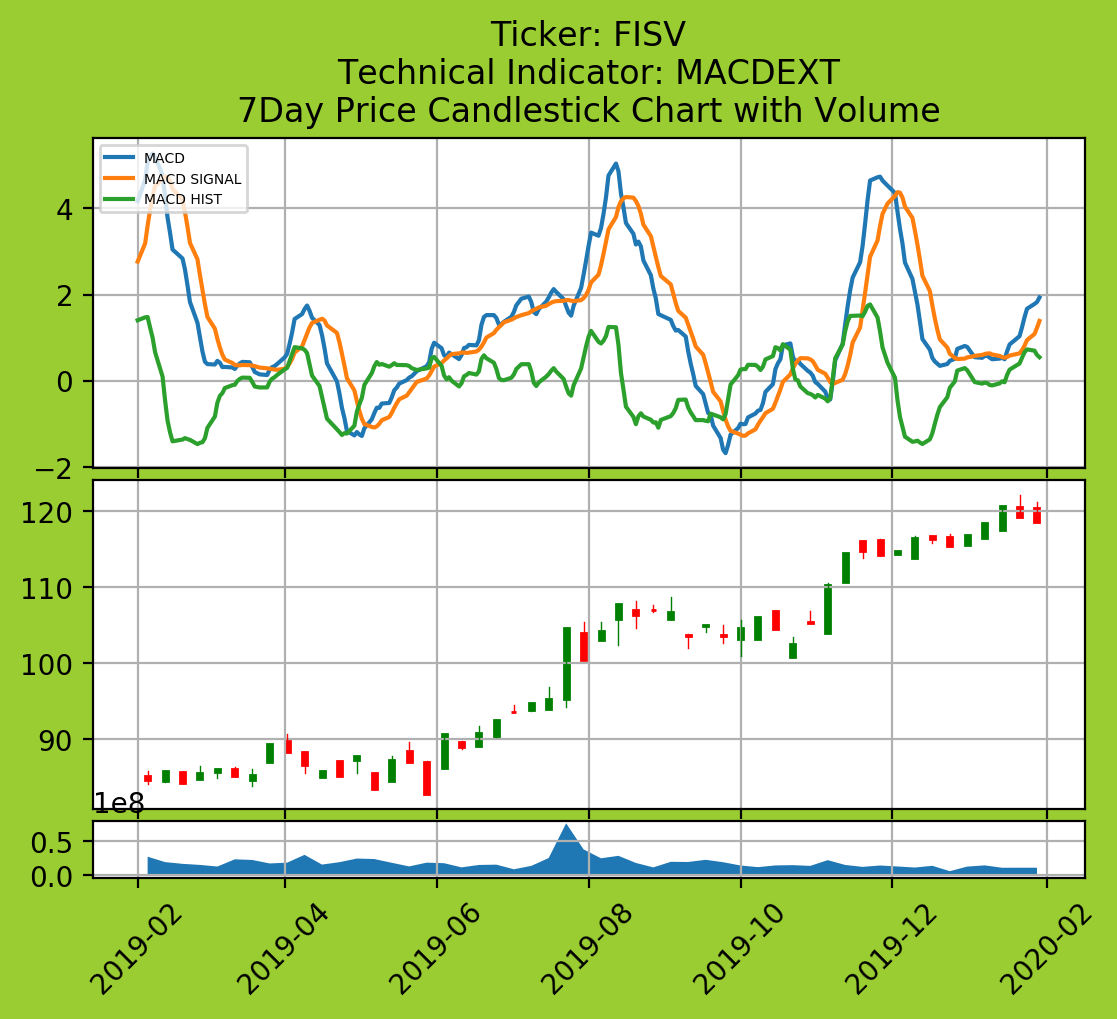 Ticker: FISV
Technical Indicator: MACDEXT
7Day Price Candlestick Chart with Volume
MACD
MACD SIGNAL
MACD HIST
4
2
0
−2
120
110
100
90
1e8
0.5
0.0
2019-02
2019-04
2019-06
2019-08
2019-10
2019-12
2020-02